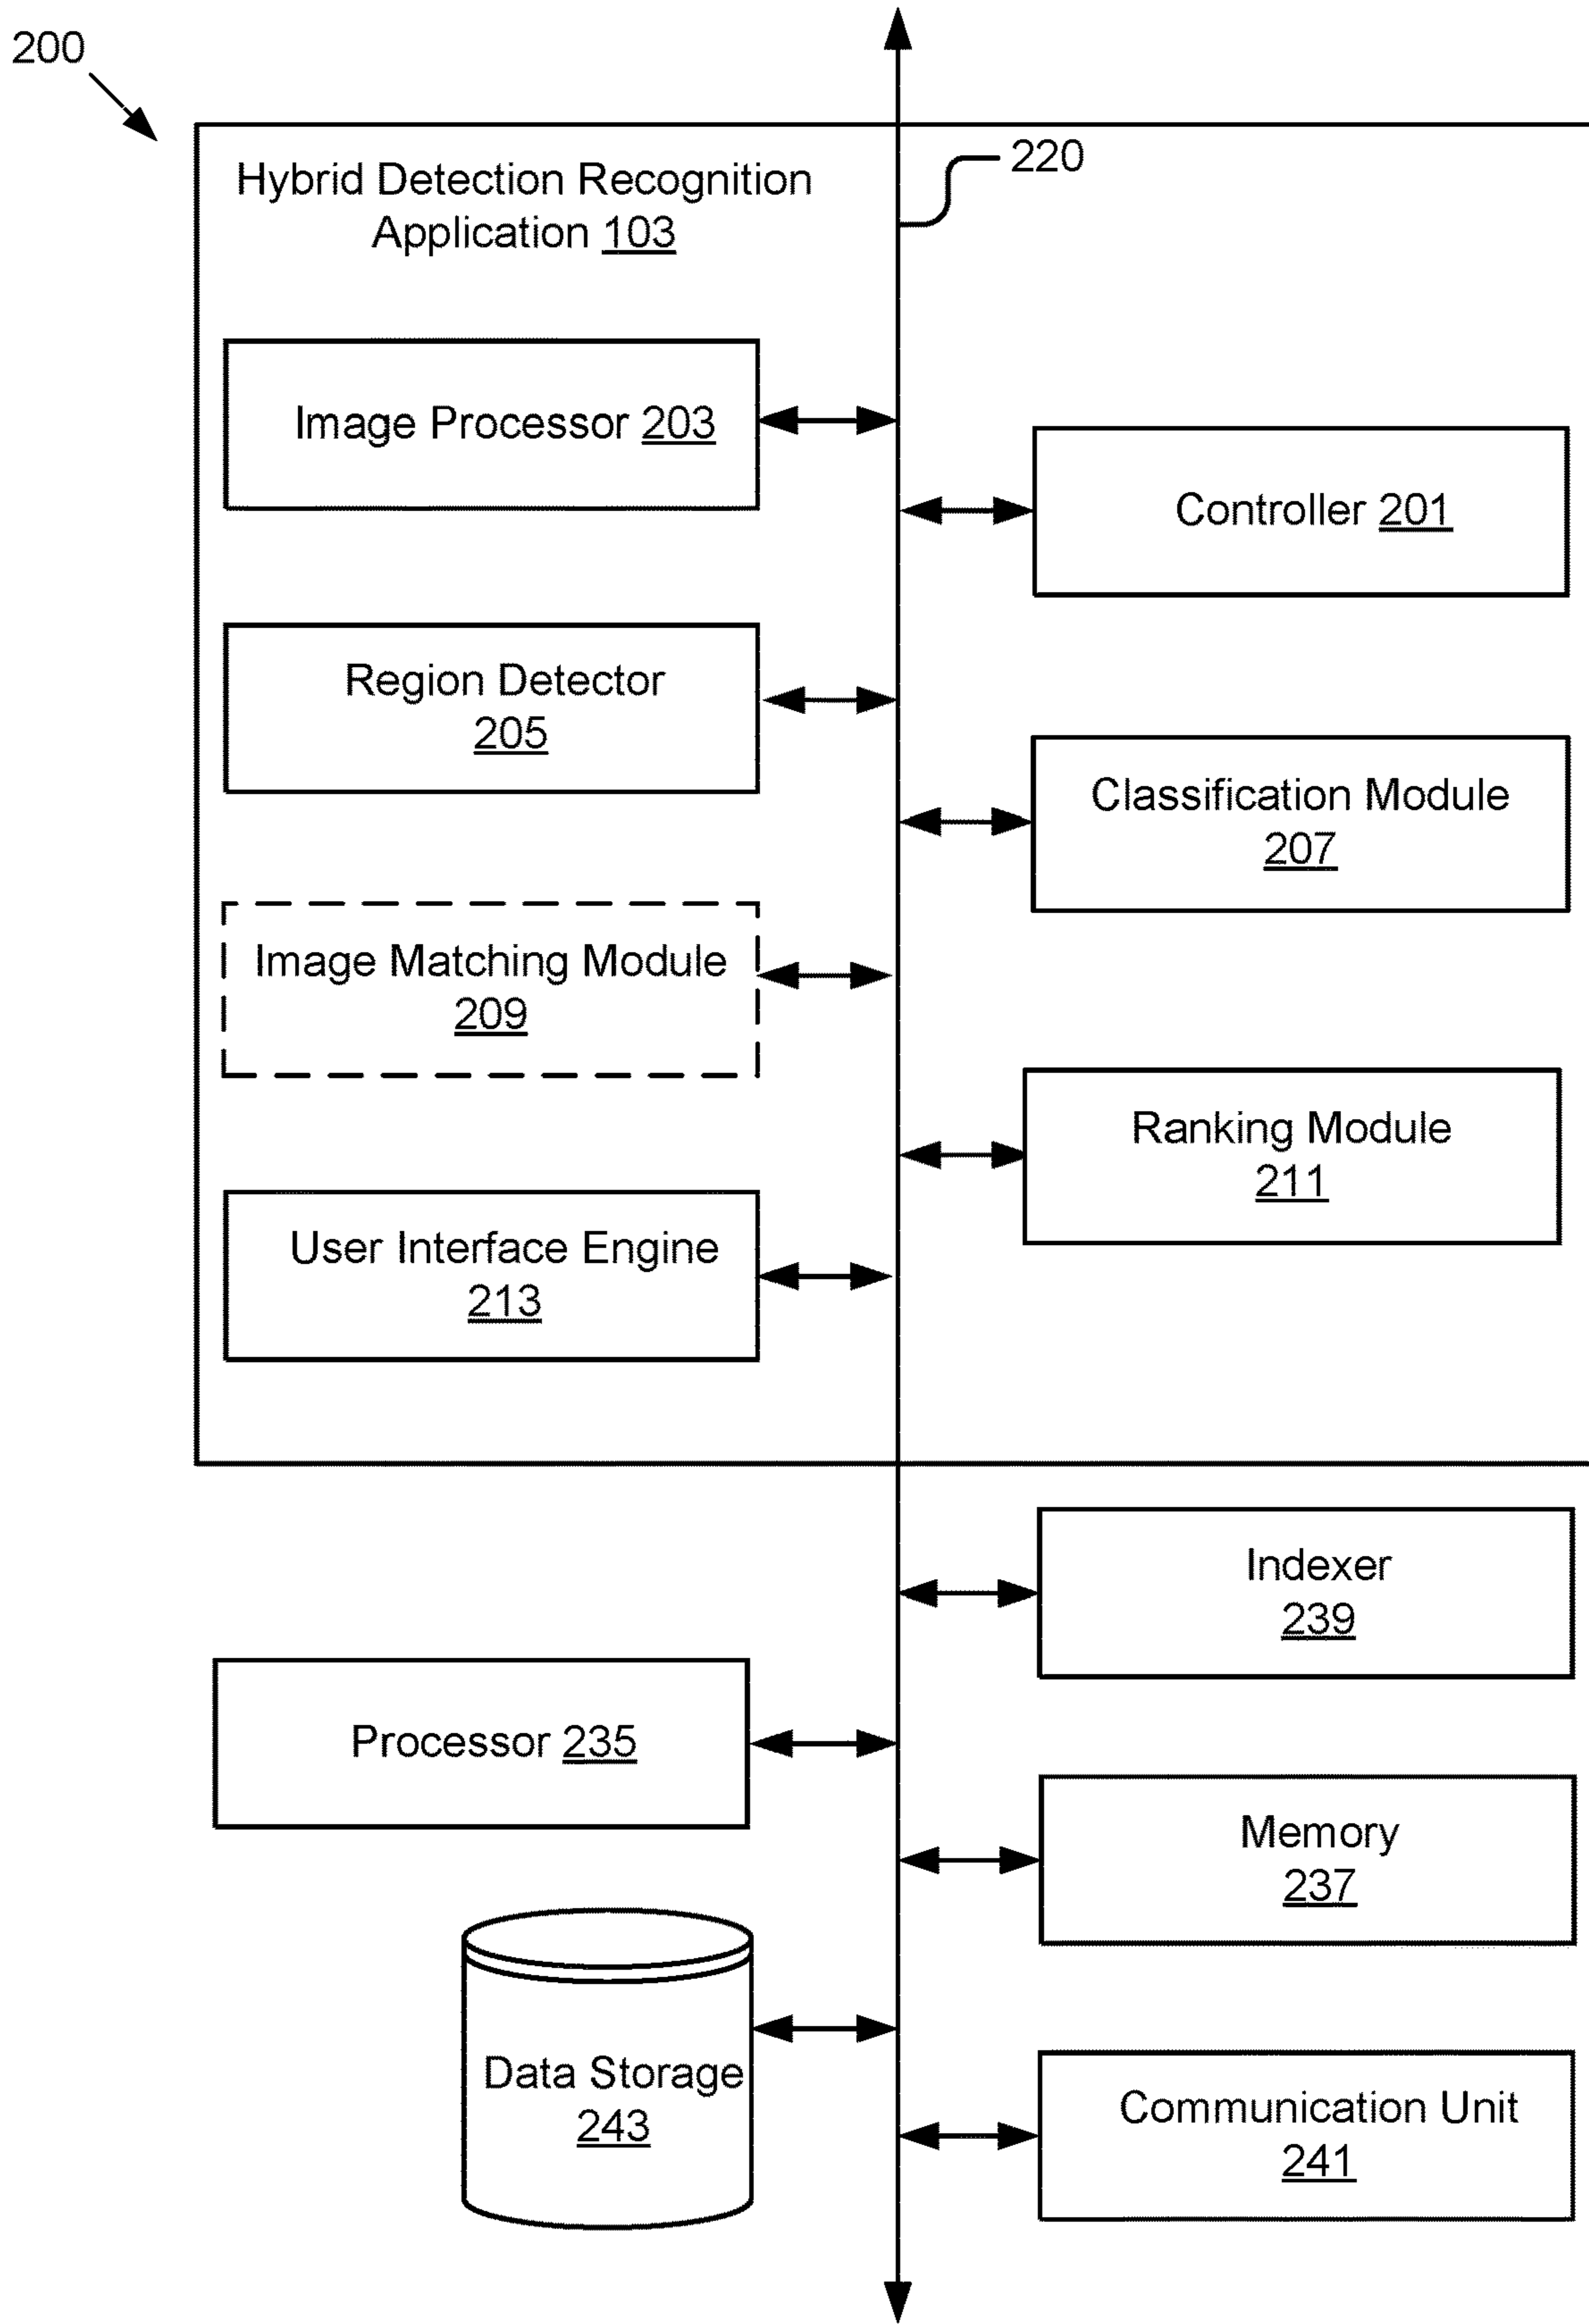 200
220
Hybrid Detection Recognition
Application 103
Image Processor 203
Controller 201
Region Detector
205
Classification Module
207
Image Matching Module
209
Ranking Module
211
User Interface Engine
213
Indexer
239
Processor 235
Memory
237
Data Storage
243
Communication Unit
241